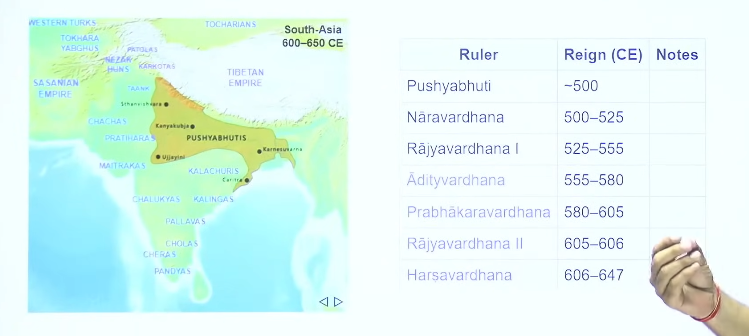 South-Asia
600–650 CE
WESTERN TURKS
TOCHARIANS
TOKHARA
YABGHUS
PATOLAS
NEZAK
HUNS
KARKOTAS
TIBETAN
EMPIRE
SASANIAN
EMPIRE
TAANK
Sthanvishvara
CHACHAS
Kanyakubja
PRATIHARAS
PUSHYABHUTIS
Karnesuvarna
Ujjayini
MAITRAKAS
KALACHURIS
CHALUKYAS
KALINGAS
PALLAVAS
CHOLAS
CHERAS
PANDYAS
Ruler Reign (CE) Notes
Pushyabhuti ~500
Nāravardhana 500–525
Rājyavardhana I 525–555
Ādityvardhana 555–580
Prabhākaravardhana 580–605
Rājyavardhana II 605–606
Harsavardhana 606–647